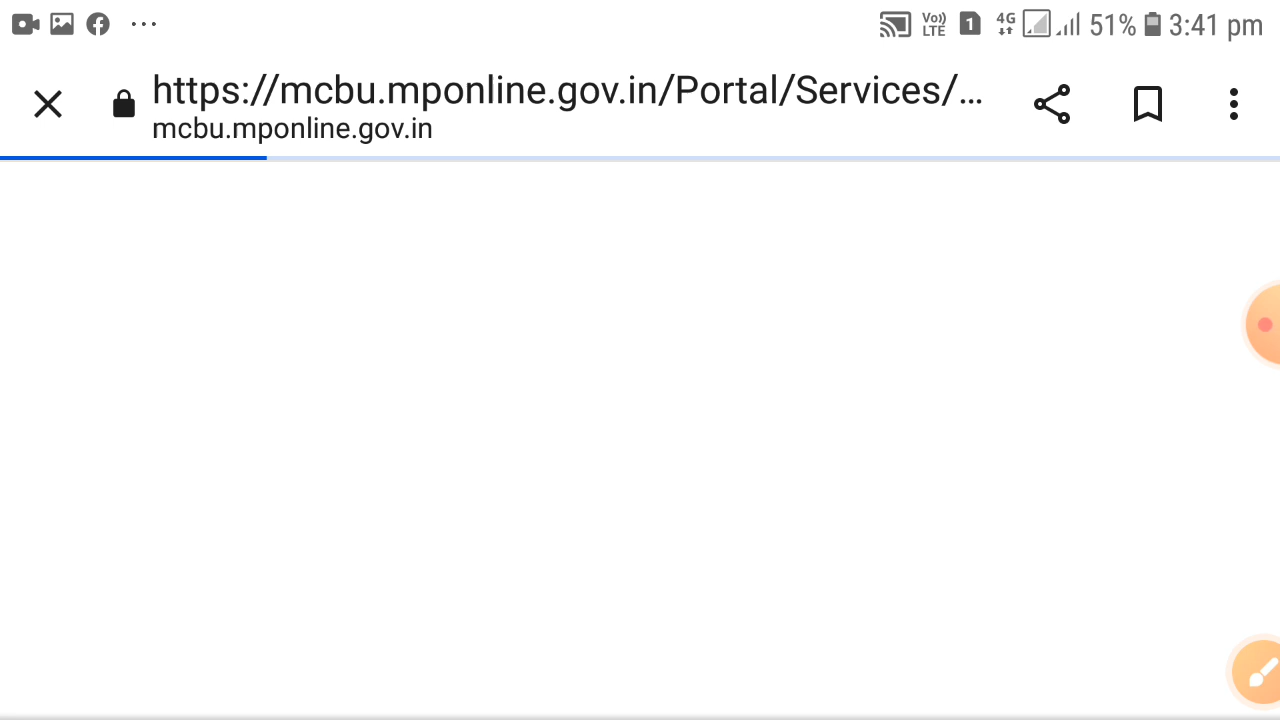 Vo)) LTE 1 4G 51% 3:41 pm
https://mcbu.mponline.gov.in/Portal/Services/...
mcbu.mponline.gov.in